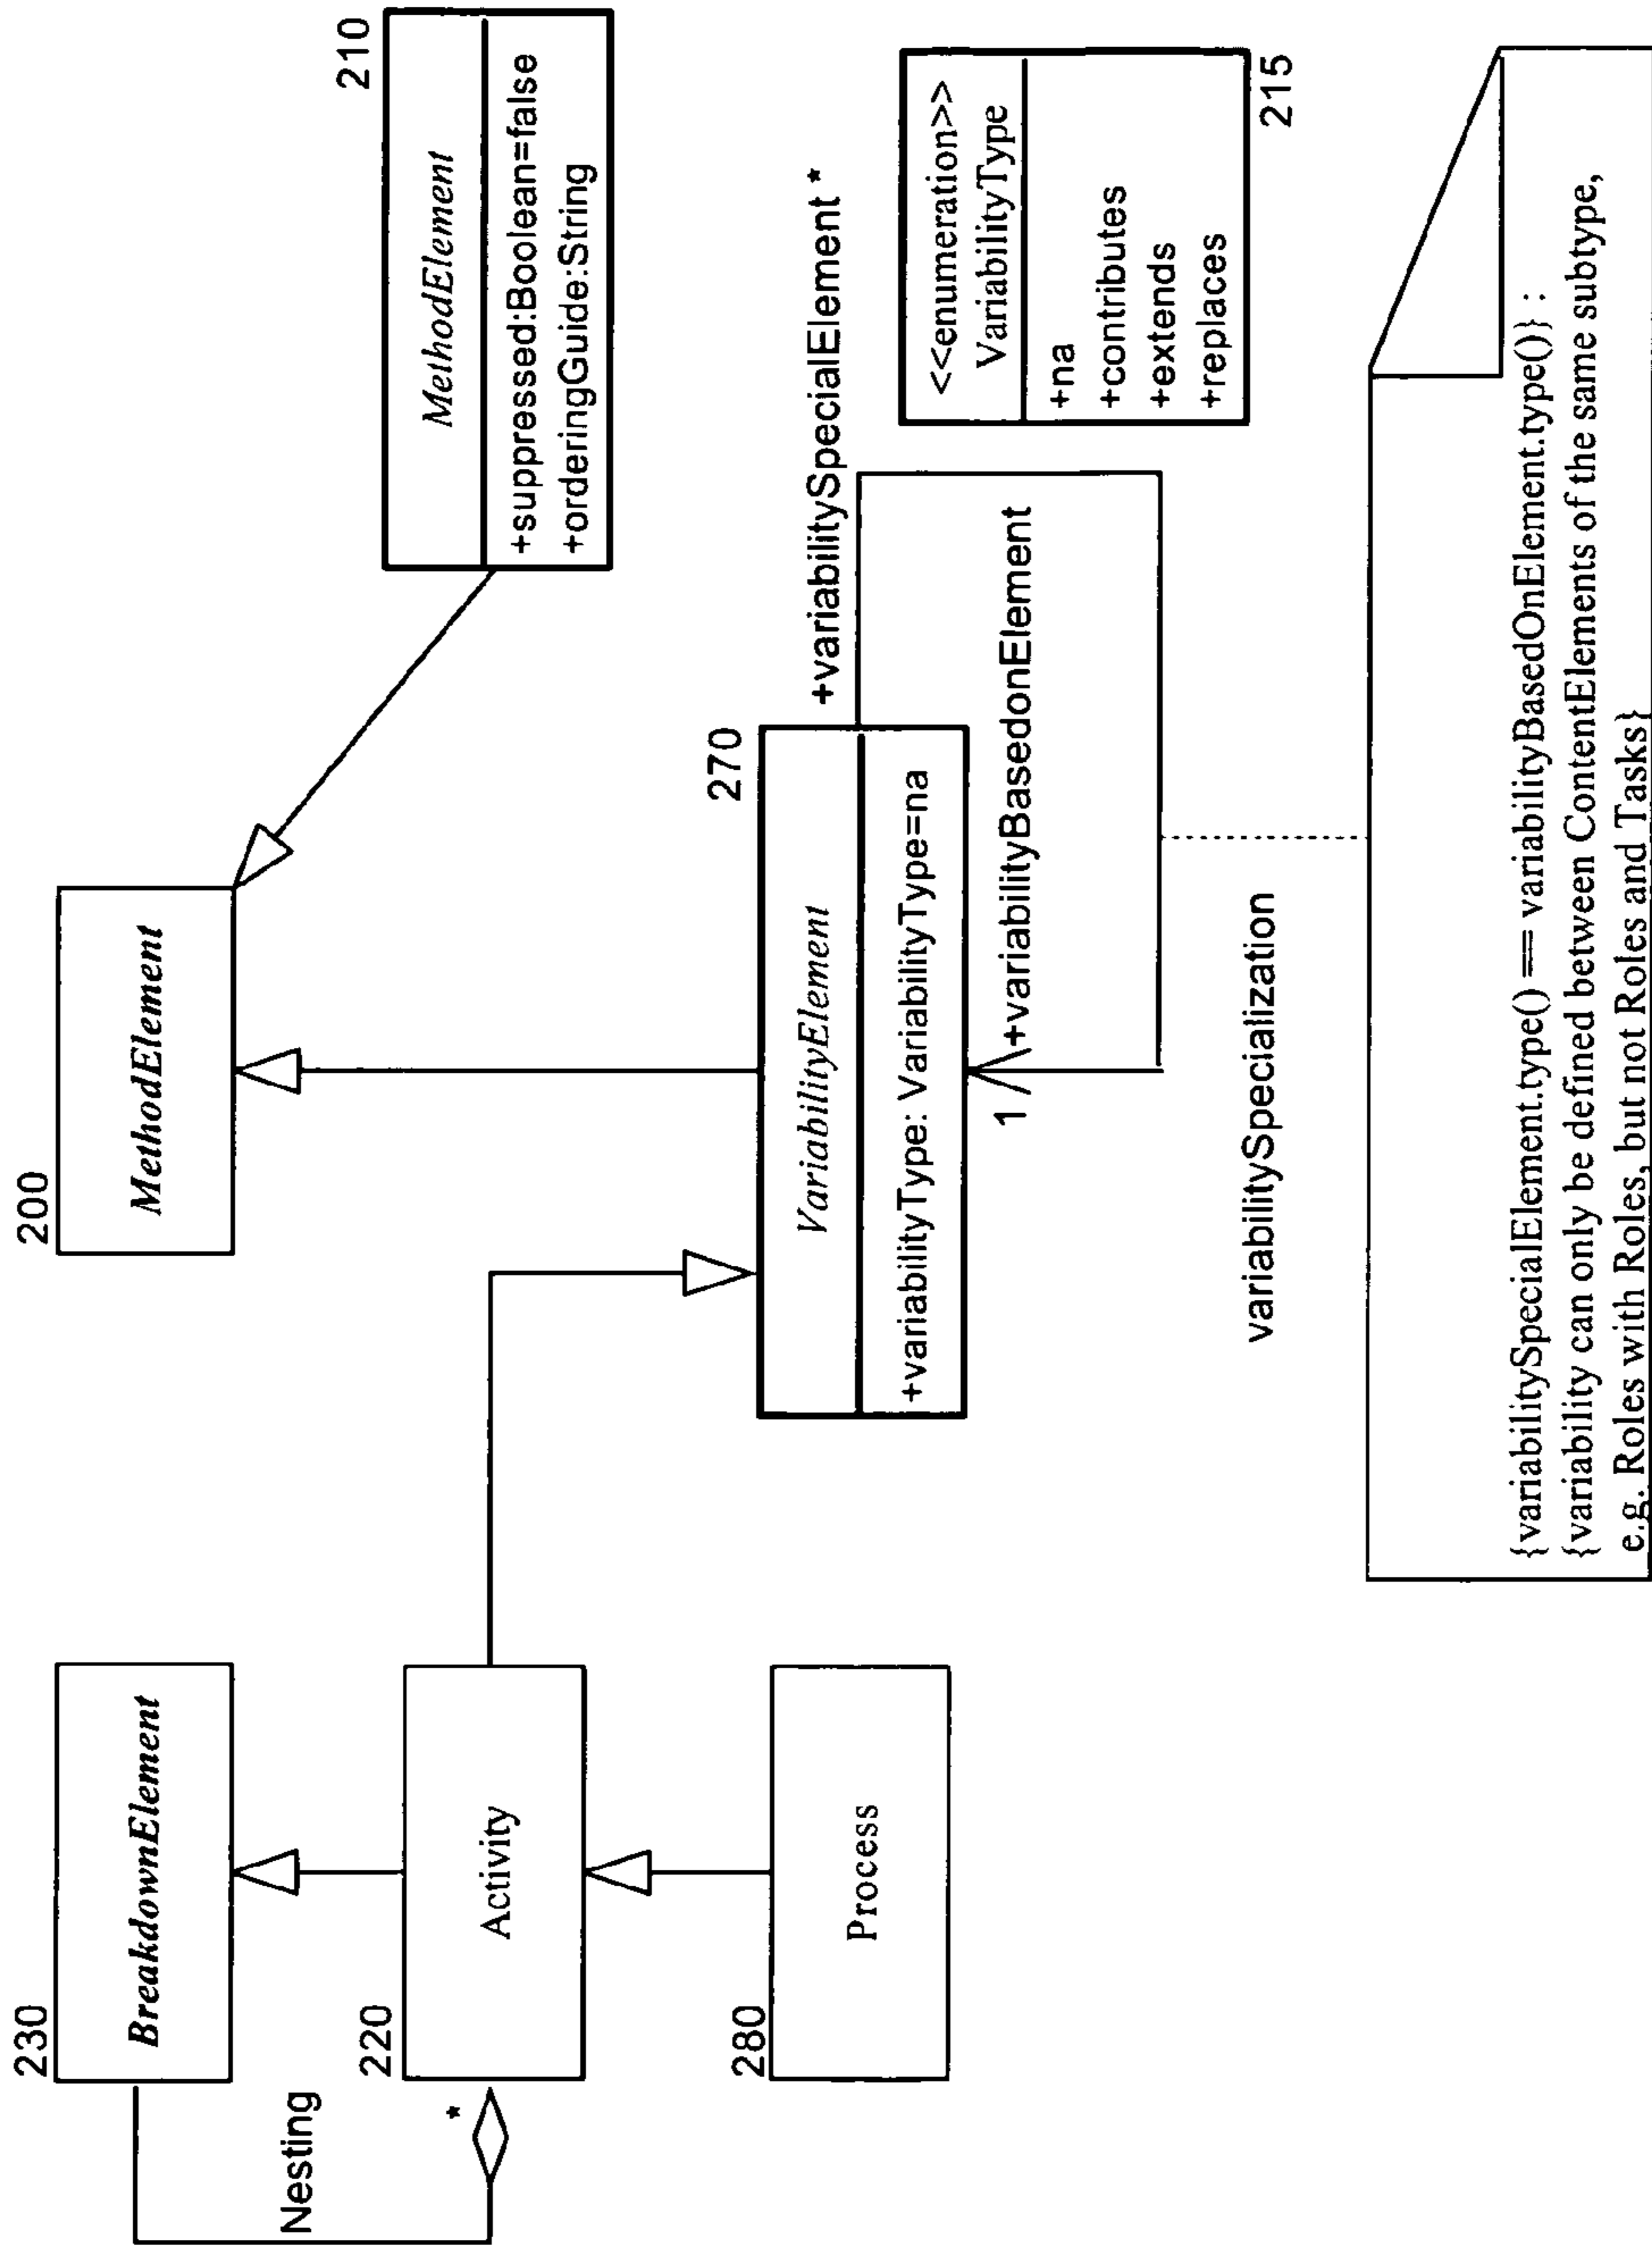 230
BreakdownElement
Nesting
*
220
Activity
280
Process
200
MethodElement
270
VariabilityElement
+variabilityType: VariabilityType=na
+variabilitySpecialElement *
1
+variabilityBasedonElement
variabilitySpecialization
210
MethodElement
+suppressed:Boolean=false
+orderingGuide:String
<<enumeration>>
VariabilityType
+na
+contributes
+extends
+replaces
215
{variabilitySpecialElement.type() == variabilityBasedOnElement.type()} :
{variability can only be defined between ContentElements of the same subtype,
e.g. Roles with Roles, but not Roles and Tasks}